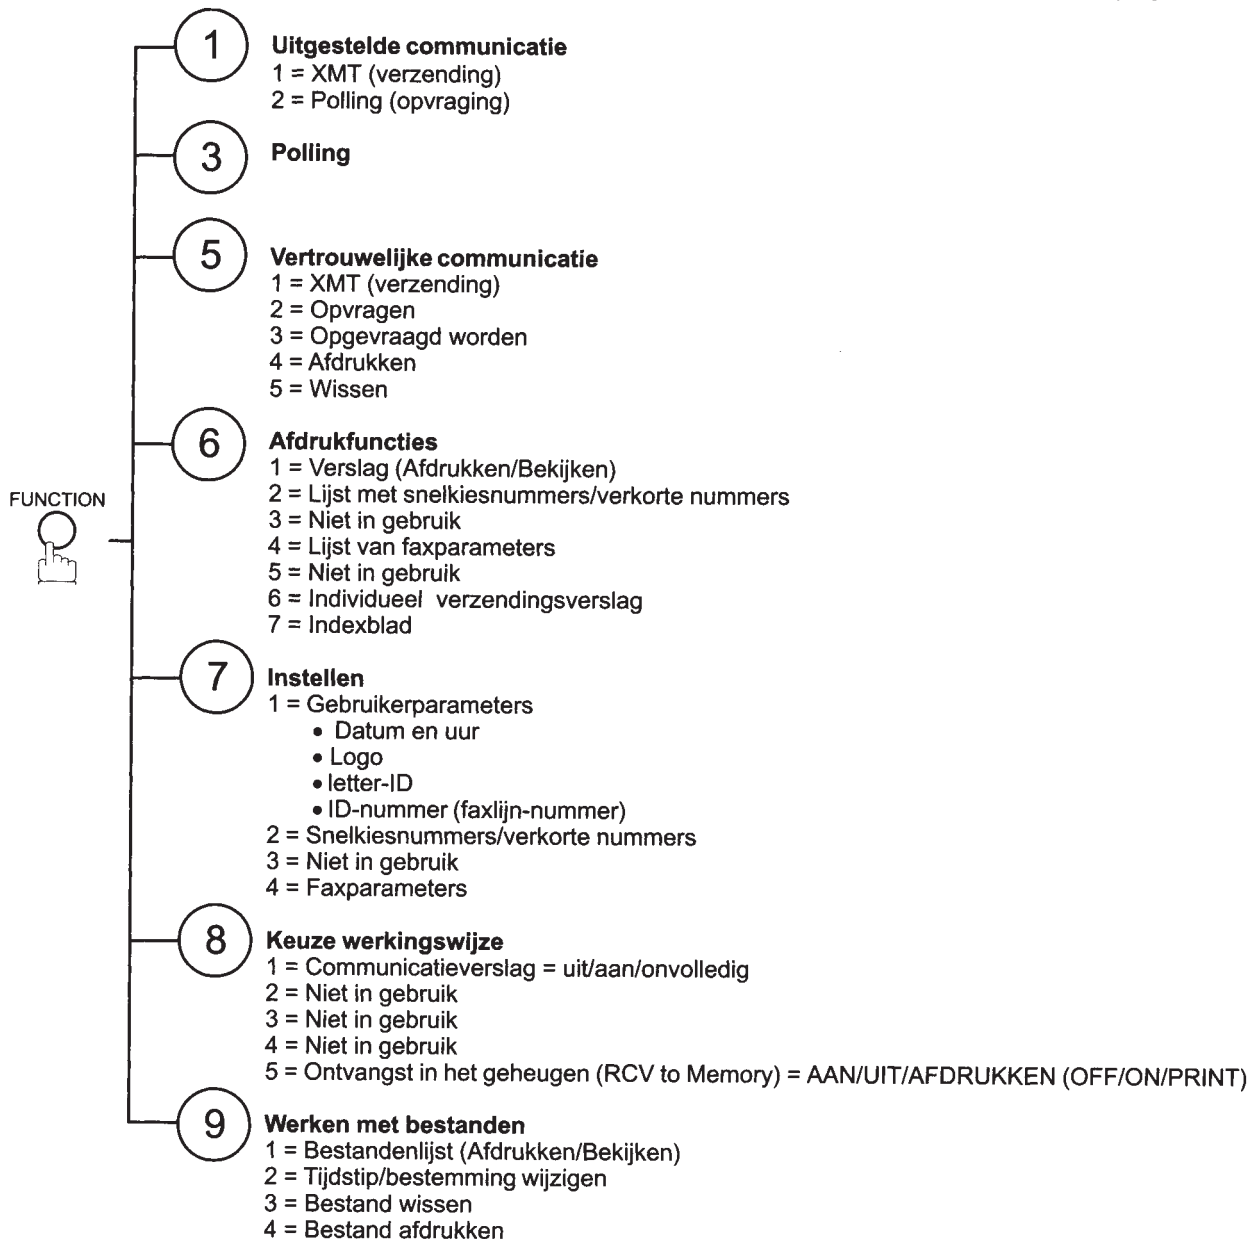 1
Uitgestelde communicatie
1 = XMT (verzending)
2 = Polling (opvraging)
3
Polling
5
Vertrouwelijke communicatie
1 = XMT (verzending)
2 = Opvragen
3 = Opgevraagd worden
4 = Afdrukken
5 = Wissen
6
Afdrukfuncties
1 = Verslag (Afdrukken/Bekijken)
2 = Lijst met snelkiesnummers/verkorte nummers
3 = Niet in gebruik
4 = Lijst van faxparameters
5 = Niet in gebruik
6 = Individueel verzendingsverslag
7 = Indexblad
FUNCTION
7
Instellen
1 = Gebruikerparameters
• Datum en uur
• Logo
• letter-ID
• ID-nummer (faxlijn-nummer)
2 = Snelkiesnummers/verkorte nummers
3 = Niet in gebruik
4 = Faxparameters
8
Keuze werkingswijze
1 = Communicatieverslag = uit/aan/onvolledig
2 = Niet in gebruik
3 = Niet in gebruik
4 = Niet in gebruik
5 = Ontvangst in het geheugen (RCV to Memory) = AAN/UIT/AFDRUKKEN (OFF/ON/PRINT)
9
Werken met bestanden
1 = Bestandenlijst (Afdrukken/Bekijken)
2 = Tijdstip/bestemming wijzigen
3 = Bestand wissen
4 = Bestand afdrukken